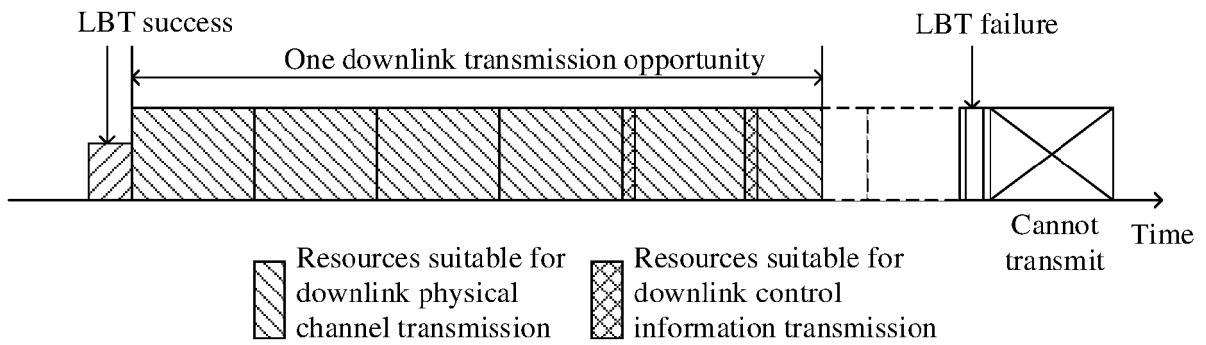 LBT success
LBT failure
One downlink transmission opportunity
Cannot
transmit
Time
Resources suitable for
downlink physical
channel transmission
Resources suitable for
downlink control
information transmission